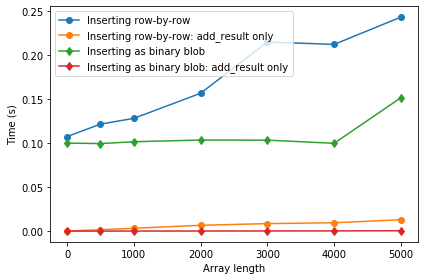 Inserting row-by-row
Inserting row-by-row: add_result only
Inserting as binary blob
Inserting as binary blob: add_result only
0.25
0.20
0.15
0.10
0.05
0.00
Time (s)
0 1000 2000 3000 4000 5000
Array length